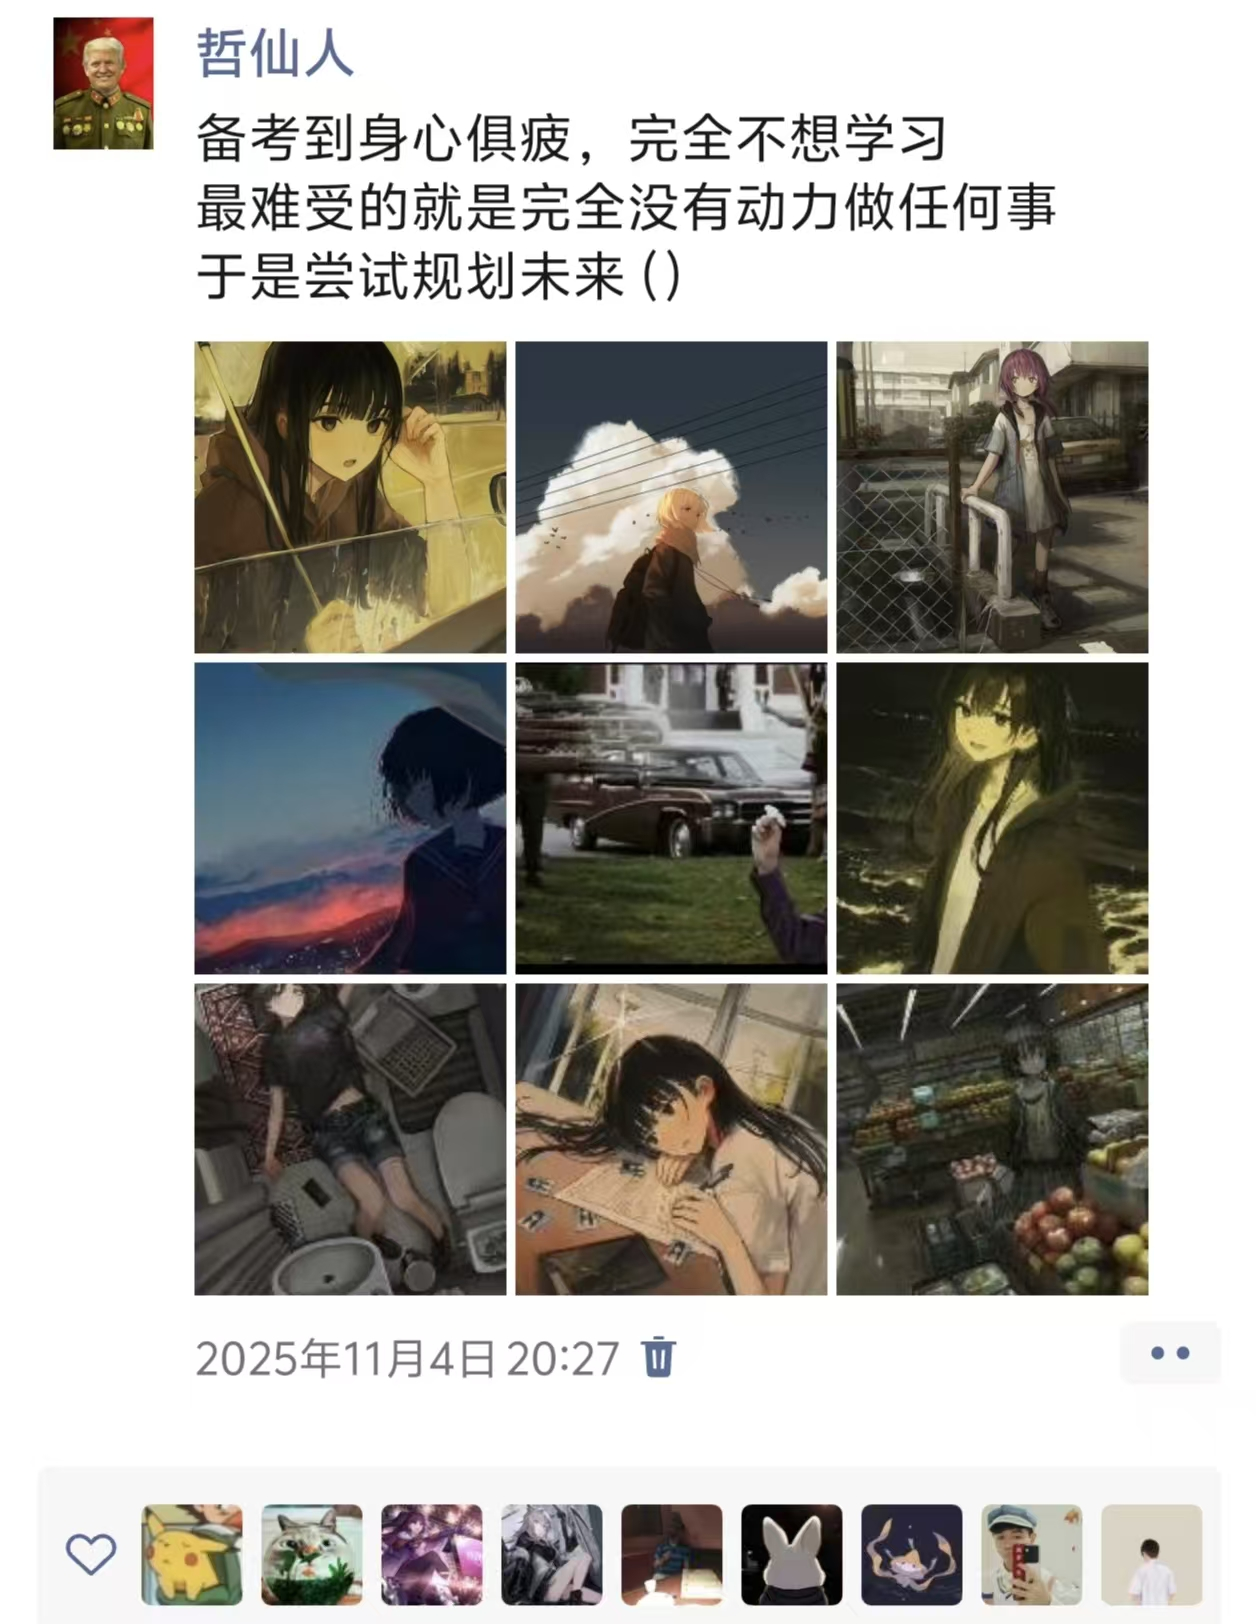 哲仙人
备考到身心俱疲，完全不想学习
最难受的就是完全没有动力做任何事
于是尝试规划未来()
2025年11月4日 20:27